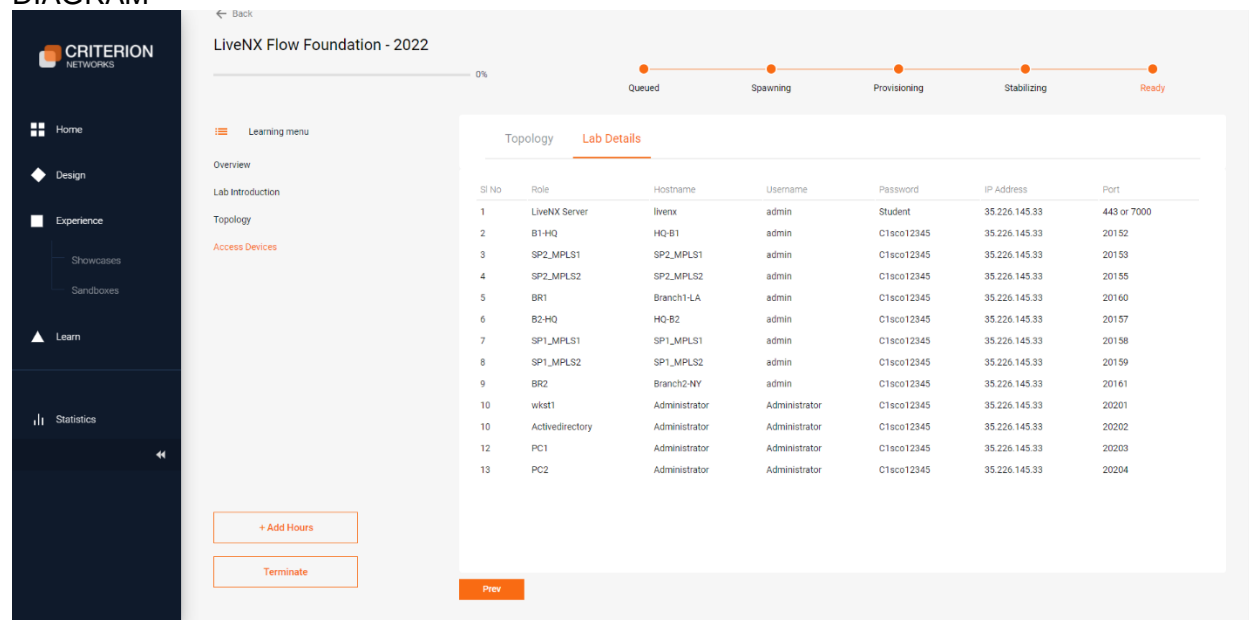 DIAGRAM
← Back
CRITERION
NETWORKS
LiveNX Flow Foundation - 2022
0%
Queued Spawning Provisioning Stabilizing Ready
Home
Design
Experience
Showcases
Sandboxes
Learn
Statistics
Learning menu
Overview
Lab Introduction
Topology
Access Devices
+ Add Hours
Terminate
Topology Lab Details
Sl No Role Hostname Username Password IP Address Port
1 LiveNX Server livenx admin Student 35.226.145.33 443 or 7000
2 B1-HQ HQ-B1 admin C1sco12345 35.226.145.33 20152
3 SP2_MPLS1 SP2_MPLS1 admin C1sco12345 35.226.145.33 20153
4 SP2_MPLS2 SP2_MPLS2 admin C1sco12345 35.226.145.33 20155
5 BR1 Branch1-LA admin C1sco12345 35.226.145.33 20160
6 B2-HQ HQ-B2 admin C1sco12345 35.226.145.33 20157
7 SP1_MPLS1 SP1_MPLS1 admin C1sco12345 35.226.145.33 20158
8 SP1_MPLS2 SP1_MPLS2 admin C1sco12345 35.226.145.33 20159
9 BR2 Branch2-NY admin C1sco12345 35.226.145.33 20161
10 wkst1 Administrator Administrator C1sco12345 35.226.145.33 20201
10 Activedirectory Administrator Administrator C1sco12345 35.226.145.33 20202
12 PC1 Administrator Administrator C1sco12345 35.226.145.33 20203
13 PC2 Administrator Administrator C1sco12345 35.226.145.33 20204
Prev